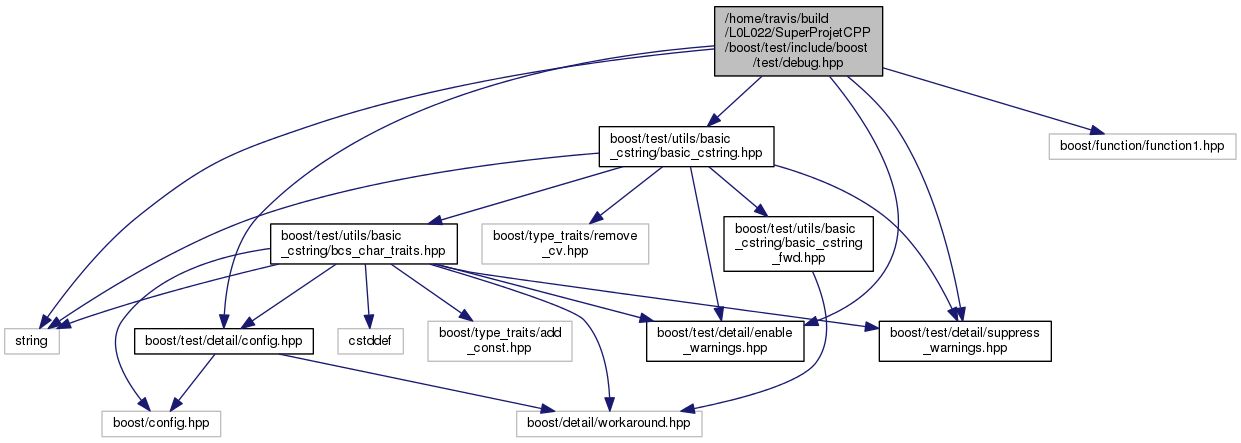 /home/travis/build
/L0L022/SuperProjetCPP
/boost/test/include/boost
/test/debug.hpp
boost/test/utils/basic
_cstring/basic_cstring.hpp
boost/function/function1.hpp
boost/test/utils/basic
_cstring/bcs_char_traits.hpp
boost/type_traits/remove
_cv.hpp
boost/test/utils/basic
_cstring/basic_cstring
_fwd.hpp
string
boost/test/detail/config.hpp
cstddef
boost/type_traits/add
_const.hpp
boost/test/detail/enable
_warnings.hpp
boost/test/detail/suppress
_warnings.hpp
boost/config.hpp
boost/detail/workaround.hpp